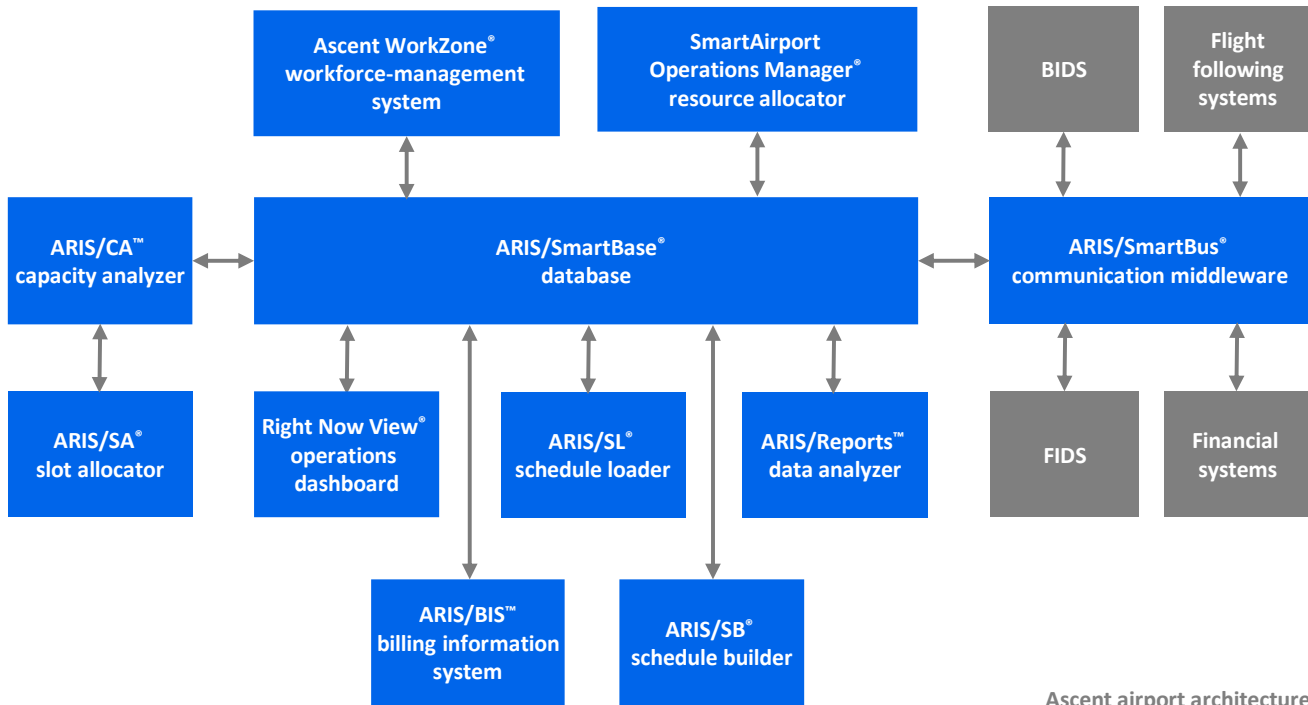 Ascent WorkZone®
workforce-management
system
SmartAirport
Operations Manager®
resource allocator
BIDS
Flight
following
systems
ARIS/CA™
capacity analyzer
ARIS/SmartBase®
database
ARIS/SmartBus®
communication middleware
ARIS/SA®
slot allocator
Right Now View®
operations
dashboard
ARIS/SL®
schedule loader
ARIS/Reports™
data analyzer
FIDS
Financial
systems
ARIS/BIS™
billing information
system
ARIS/SB®
schedule builder
Ascent airport architecture